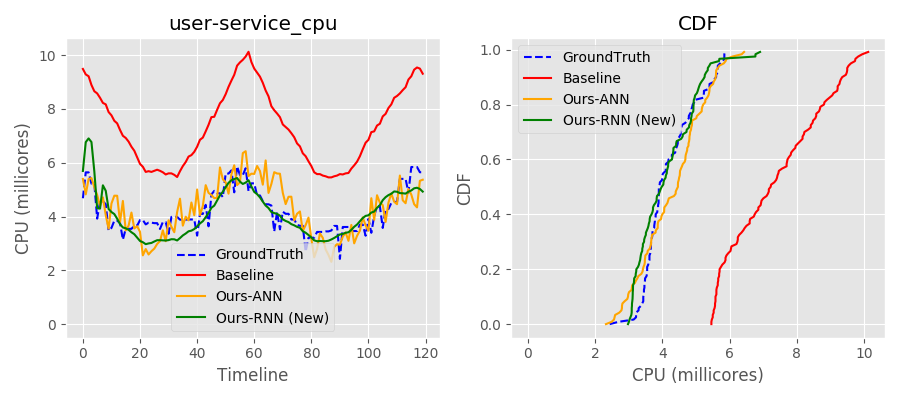 user-service_cpu
CPU (millicores)
10
8
6
4
2
0
GroundTruth
Baseline
Ours-ANN
Ours-RNN (New)
0 20 40 60 80 100 120
Timeline
CDF
CDF
1.0
0.8
0.6
0.4
0.2
0.0
GroundTruth
Baseline
Ours-ANN
Ours-RNN (New)
0 2 4 6 8 10
CPU (millicores)